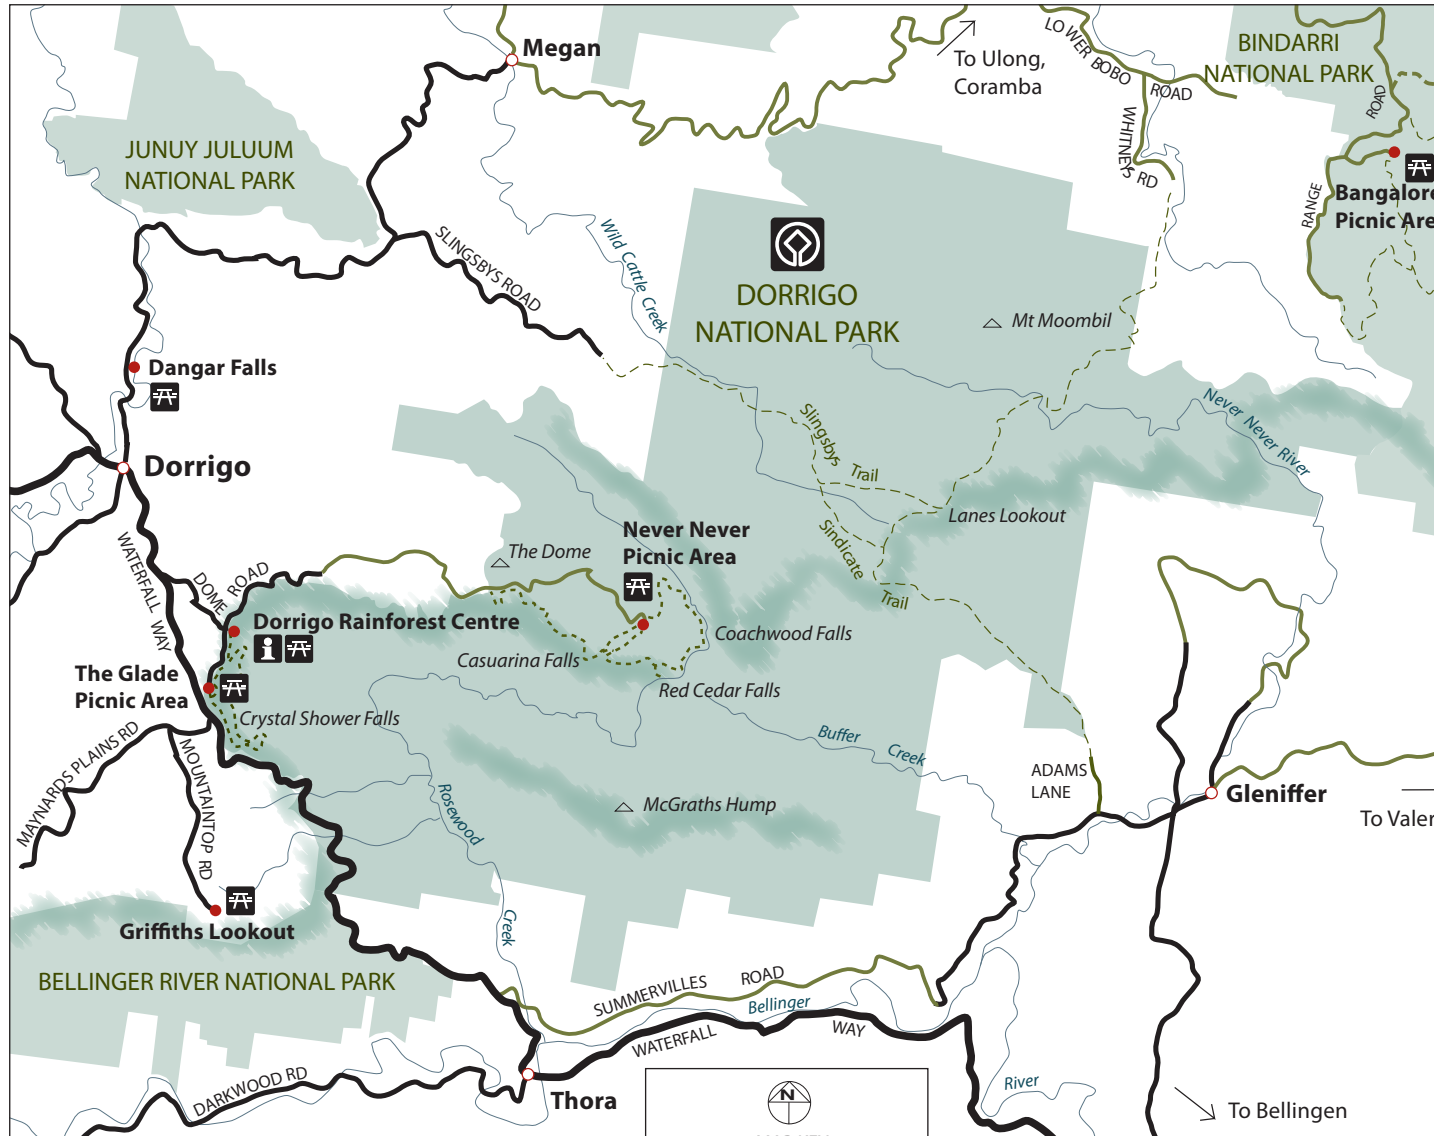 Megan
To Ulong,
Coramba
LOWER BOBO ROAD
BINDARRI
NATIONAL PARK
WHITNEYS RD
RANGE ROAD
Bangalore
Picnic Are
JUNUY JULUUM
NATIONAL PARK
SLINGSBYS ROAD
Wild Cattle Creek
DORRIGO
NATIONAL PARK
Mt Moombil
Dangar Falls
Never Never River
Dorrigo
Slingsbys Trail
Lanes Lookout
Never Never
Picnic Area
The Dome
Sindicate Trail
WATERFALL WAY
DOME ROAD
Dorrigo Rainforest Centre
i
Coachwood Falls
Casuarina Falls
Red Cedar Falls
The Glade
Picnic Area
Crystal Shower Falls
MAYNARDS PLAINS RD
MOUNTAINTOP RD
Buffer Creek
ADAMS
LANE
Rosewood Creek
McGraths Hump
Gleniffer
To Valer
Griffiths Lookout
BELLINGER RIVER NATIONAL PARK
SUMMERVILLES ROAD
Bellinger River
WATERFALL WAY
DARKWOOD RD
Thora
N
To Bellingen